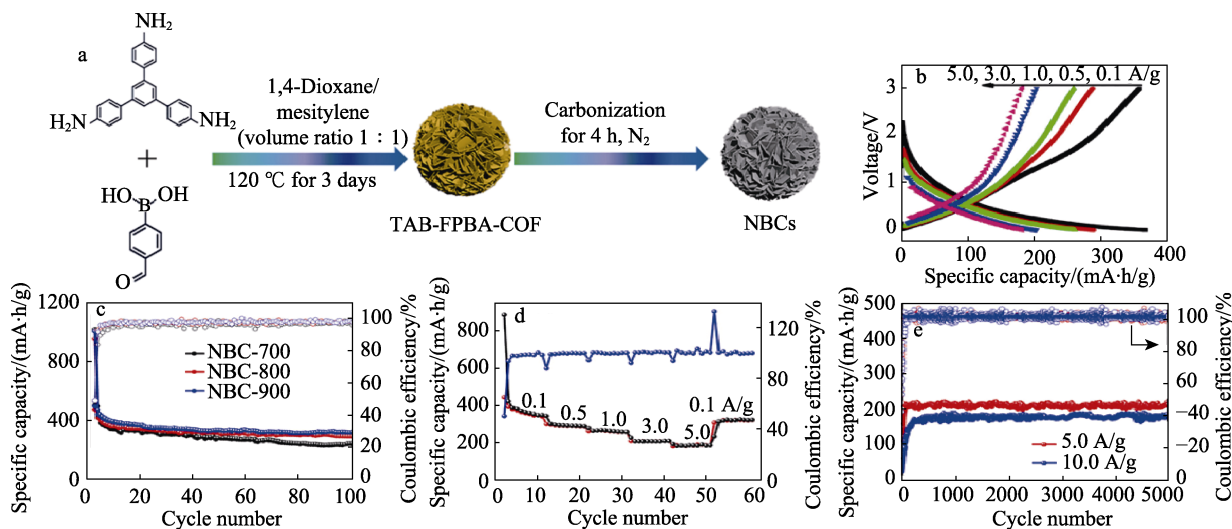 a
NH₂
H₂N
NH₂
+
HO OH
B
O
1,4-Dioxane/
mesitylene
(volume ratio 1：1)
120 ℃ for 3 days
TAB-FPBA-COF
Carbonization
for 4 h, N₂
NBCs
b
5.0, 3.0, 1.0, 0.5, 0.1 A/g
Voltage/V
3
2
1
0
0 100 200 300 400
Specific capacity/(mA·h/g)
c
Specific capacity/(mA·h/g)
1200
1000
800
400
0
NBC-700
NBC-800
NBC-900
100
80
60
40
20
0
Coulombic efficiency/%
0 20 40 60 80 100
Cycle number
d
Specific capacity/(mA·h/g)
800
600
400
200
0
0.1 0.5 1.0 3.0 5.0 0.1 A/g
120
80
40
0
Coulombic efficiency/%
0 10 20 30 40 50 60
Cycle number
e
Specific capacity/(mA·h/g)
500
400
300
200
100
0
5.0 A/g
10.0 A/g
100
80
60
40
−20
0
Coulombic efficiency/%
0 1000 2000 3000 4000 5000
Cycle number